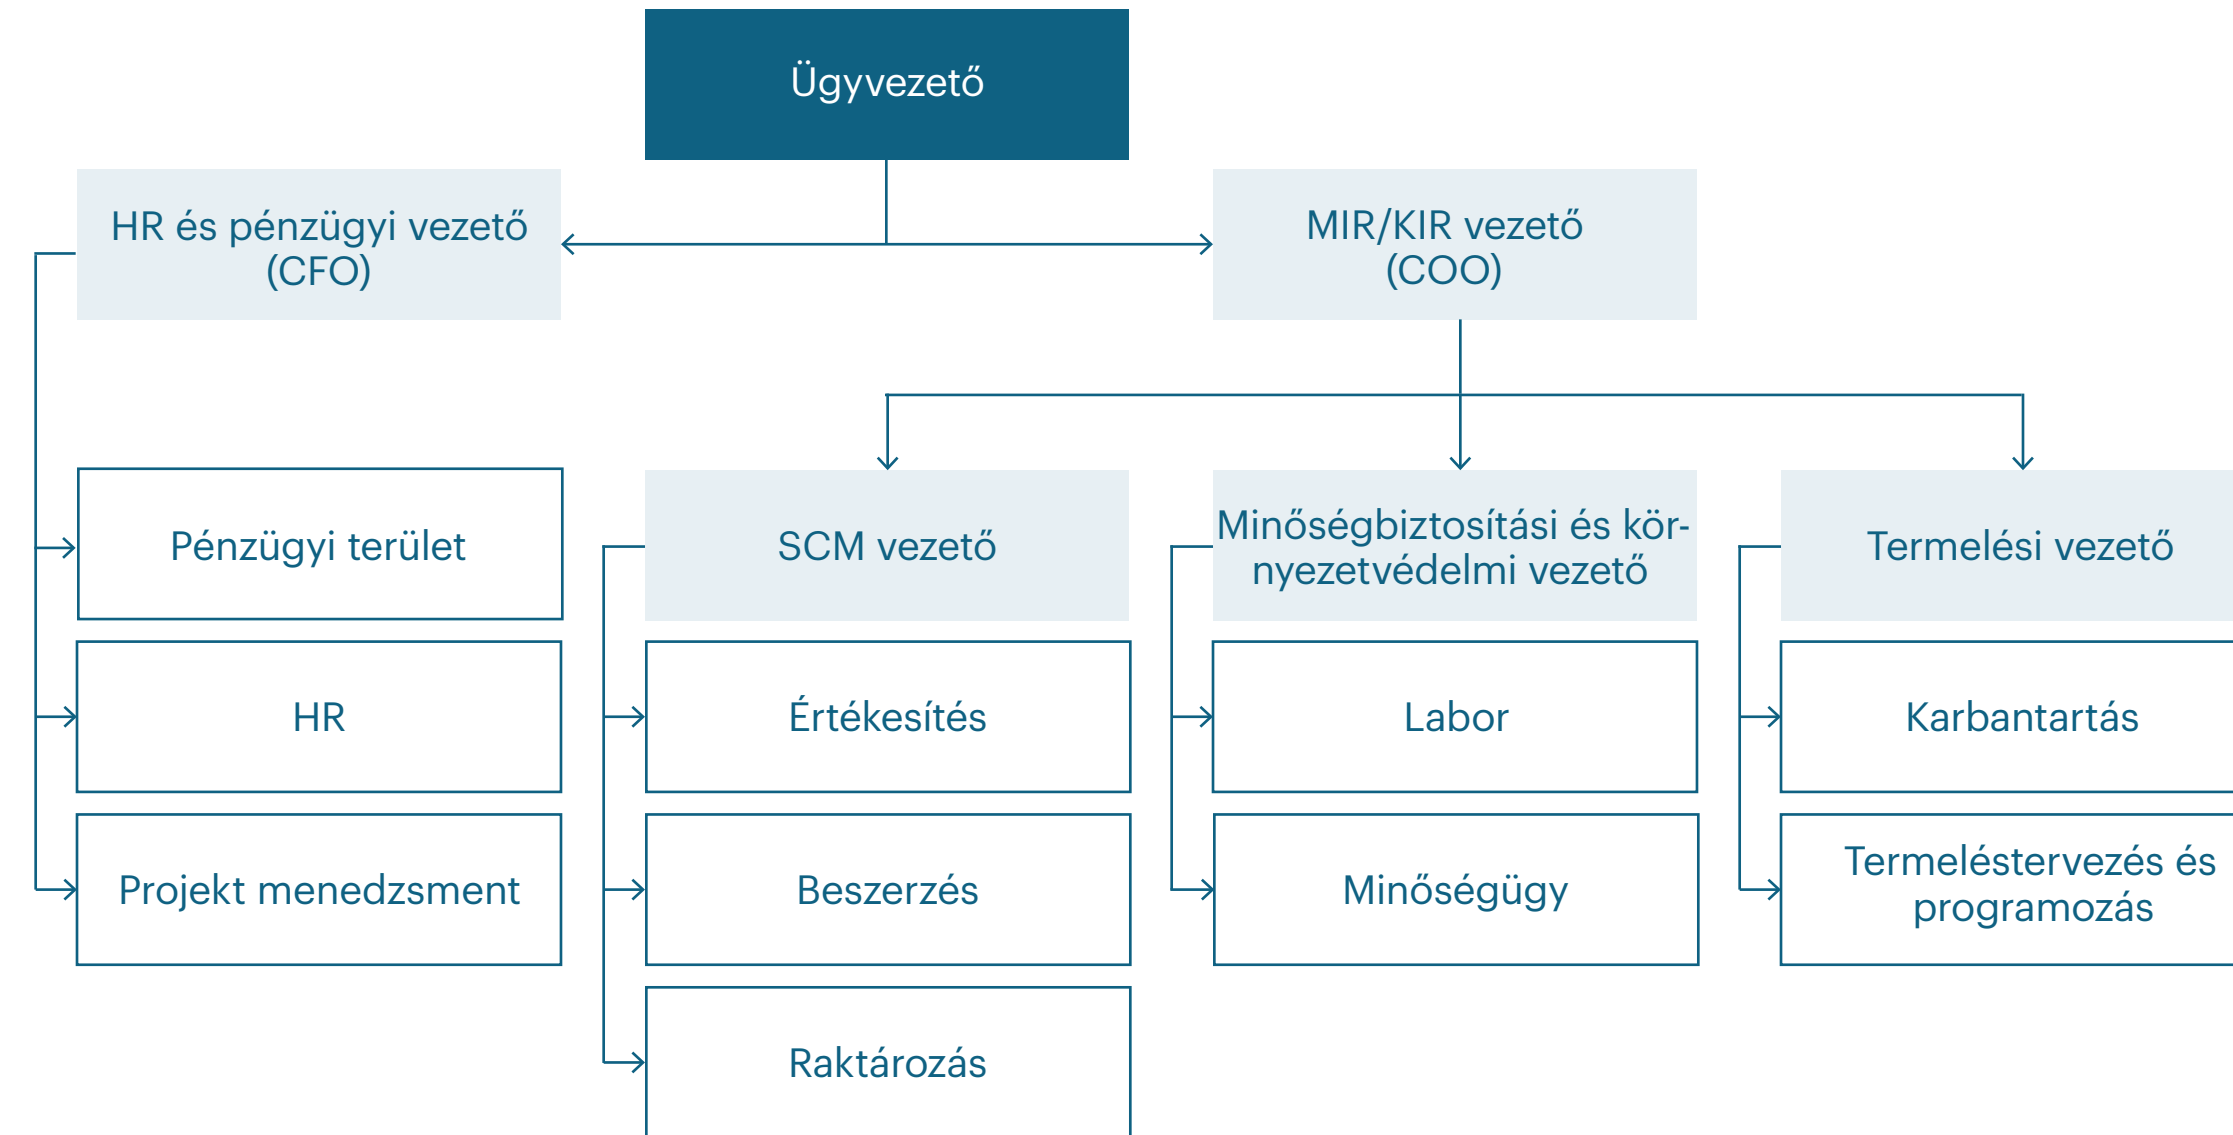 Ügyvezető
HR és pénzügyi vezető
(CFO)
MIR/KIR vezető
(COO)
Pénzügyi terület
HR
Projekt menedzsment
SCM vezető
Értékesítés
Beszerzés
Raktározás
Minőségbiztosítási és kör-
nyezetvédelmi vezető
Labor
Minőségügy
Termelési vezető
Karbantartás
Termeléstervezés és
programozás